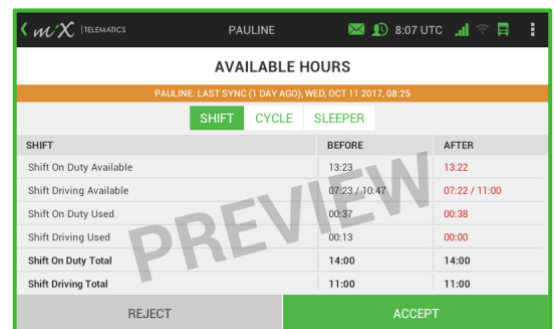 miX TELEMATICS PAULINE 8:07 UTC
AVAILABLE HOURS
PAULINE: LAST SYNC (1 DAY AGO), WED, OCT 11 2017, 08:25
SHIFT CYCLE SLEEPER
SHIFT BEFORE AFTER
Shift On Duty Available 13:23 13:22
Shift Driving Available 07:23 / 10:47 07:22 / 11:00
Shift On Duty Used 00:37 00:38
Shift Driving Used 00:13 00:00
Shift On Duty Total 14:00 14:00
Shift Driving Total 11:00 11:00
PREVIEW
REJECT ACCEPT